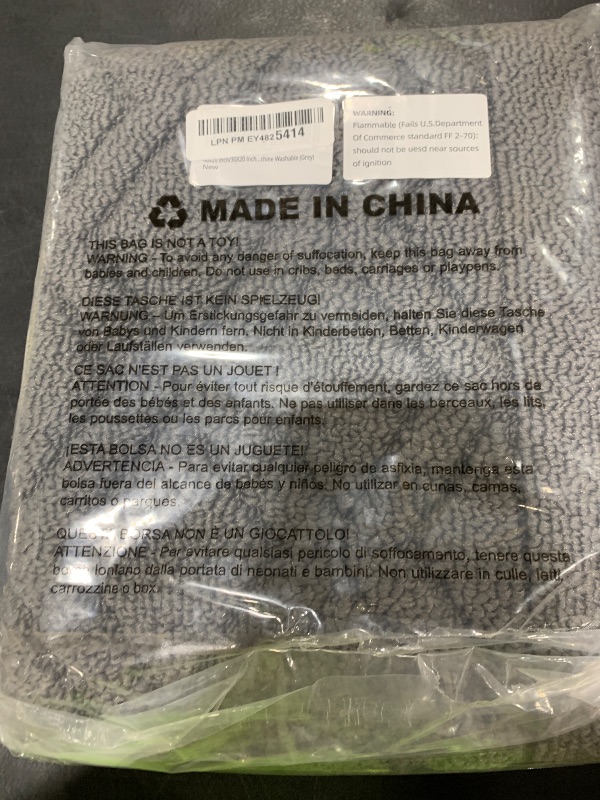 LPN PM EY4825414
30X20 Inch...chine Washable (Grey)
New
WARNING:
Flammable (Fails U.S.Department
Of Commerce standard FF 2-70):
should not be uesd near sources
of ignition
MADE IN CHINA
THIS BAG IS NOT A TOY!
WARNING - To avoid any danger of suffocation, keep this bag away from
babies and children. Do not use in cribs, beds, carriages or playpens.
DIESE TASCHE IST KEIN SPIELZEUG!
WARNUNG - Um Erstickungsgefahr zu vermeiden, halten Sie diese Tasche
von Babys und Kindern fern. Nicht in Kinderbetten, Betten, Kinderwagen
oder Laufställen verwenden.
CE SAC N'EST PAS UN JOUET !
ATTENTION - Pour éviter tout risque d'étouffement, gardez ce sac hors de
portée des bébés et des enfants. Ne pas utiliser dans les berceaux, les lits,
les poussettes ou les parcs pour enfants.
¡ESTA BOLSA NO ES UN JUGUETE!
ADVERTENCIA - Para evitar cualquier peligro de asfixia, mantenga esta
bolsa fuera del alcance de bebés y niños. No utilizar en cunas, camas,
carritos o parques.
QUESTA BORSA NON È UN GIOCATTOLO!
ATTENZIONE - Per evitare qualsiasi pericolo di soffocamento, tenere questa
lontano dalla portata di neonati e bambini. Non utilizzare in culle, letti,
carrozzine o box.